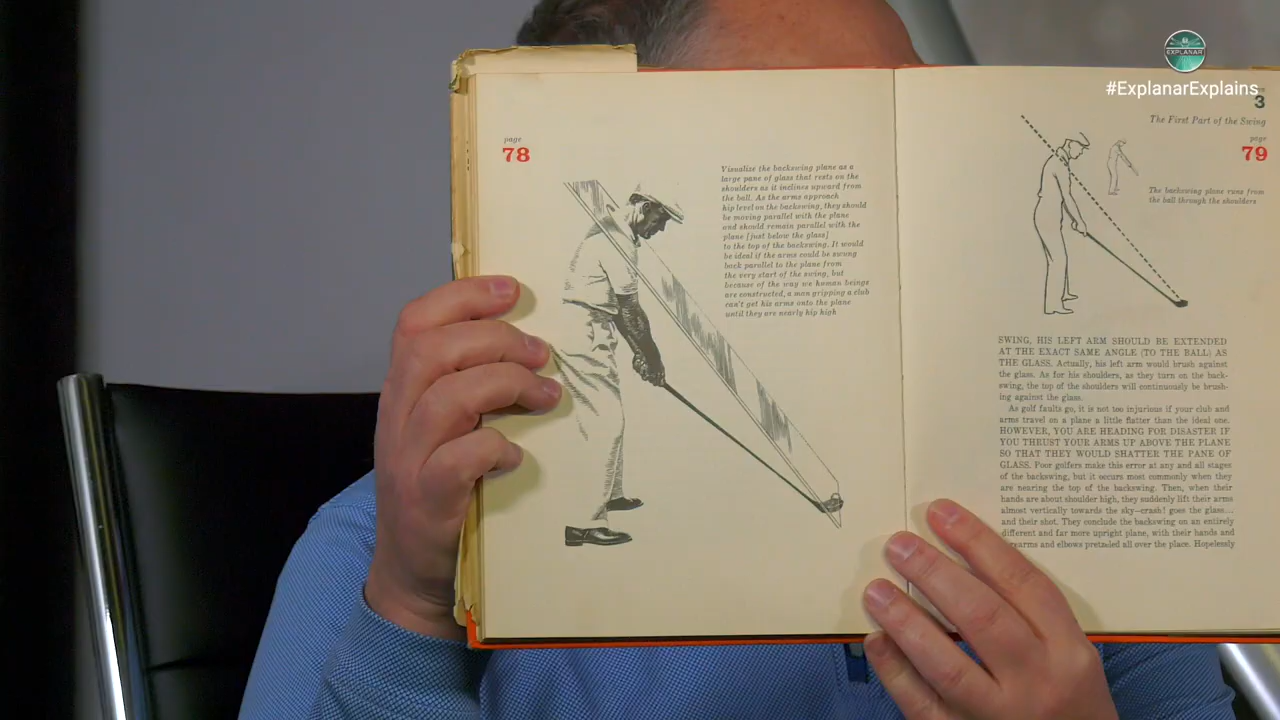 EXPLANAR
#ExplanarExplains
page
78
Visualize the backswing plane as a
large pane of glass that rests on the
shoulders as it inclines upward from
the ball. As the arms approach
hip level on the backswing, they should
be moving parallel with the plane
and should remain parallel with the
plane [just below the glass]
to the top of the backswing. It would
be ideal if the arms could be swung
back parallel to the plane from
the very start of the swing, but
because of the way we human beings
are constructed, a man gripping a club
can't get his arms onto the plane
until they are nearly hip high
3
The First Part of the Swing
page
79
The backswing plane runs from
the ball through the shoulders
SWING, HIS LEFT ARM SHOULD BE EXTENDED
AT THE EXACT SAME ANGLE (TO THE BALL) AS
THE GLASS. Actually, his left arm would brush against
the glass. As for his shoulders, as they turn on the back-
swing, the top of the shoulders will continuously be brush-
ing against the glass.
As golf faults go, it is not too injurious if your club and
arms travel on a plane a little flatter than the ideal one.
HOWEVER, YOU ARE HEADING FOR DISASTER IF
YOU THRUST YOUR ARMS UP ABOVE THE PLANE
SO THAT THEY WOULD SHATTER THE PANE OF
GLASS. Poor golfers make this error at any and all stages
of the backswing, but it occurs most commonly when they
are nearing the top of the backswing. Then, when their
hands are about shoulder high, they suddenly lift their arms
almost vertically towards the sky—crash! goes the glass...
and their shot. They conclude the backswing on an entirely
different and far more upright plane, with their hands and
forearms and elbows pretzeled all over the place. Hopelessly